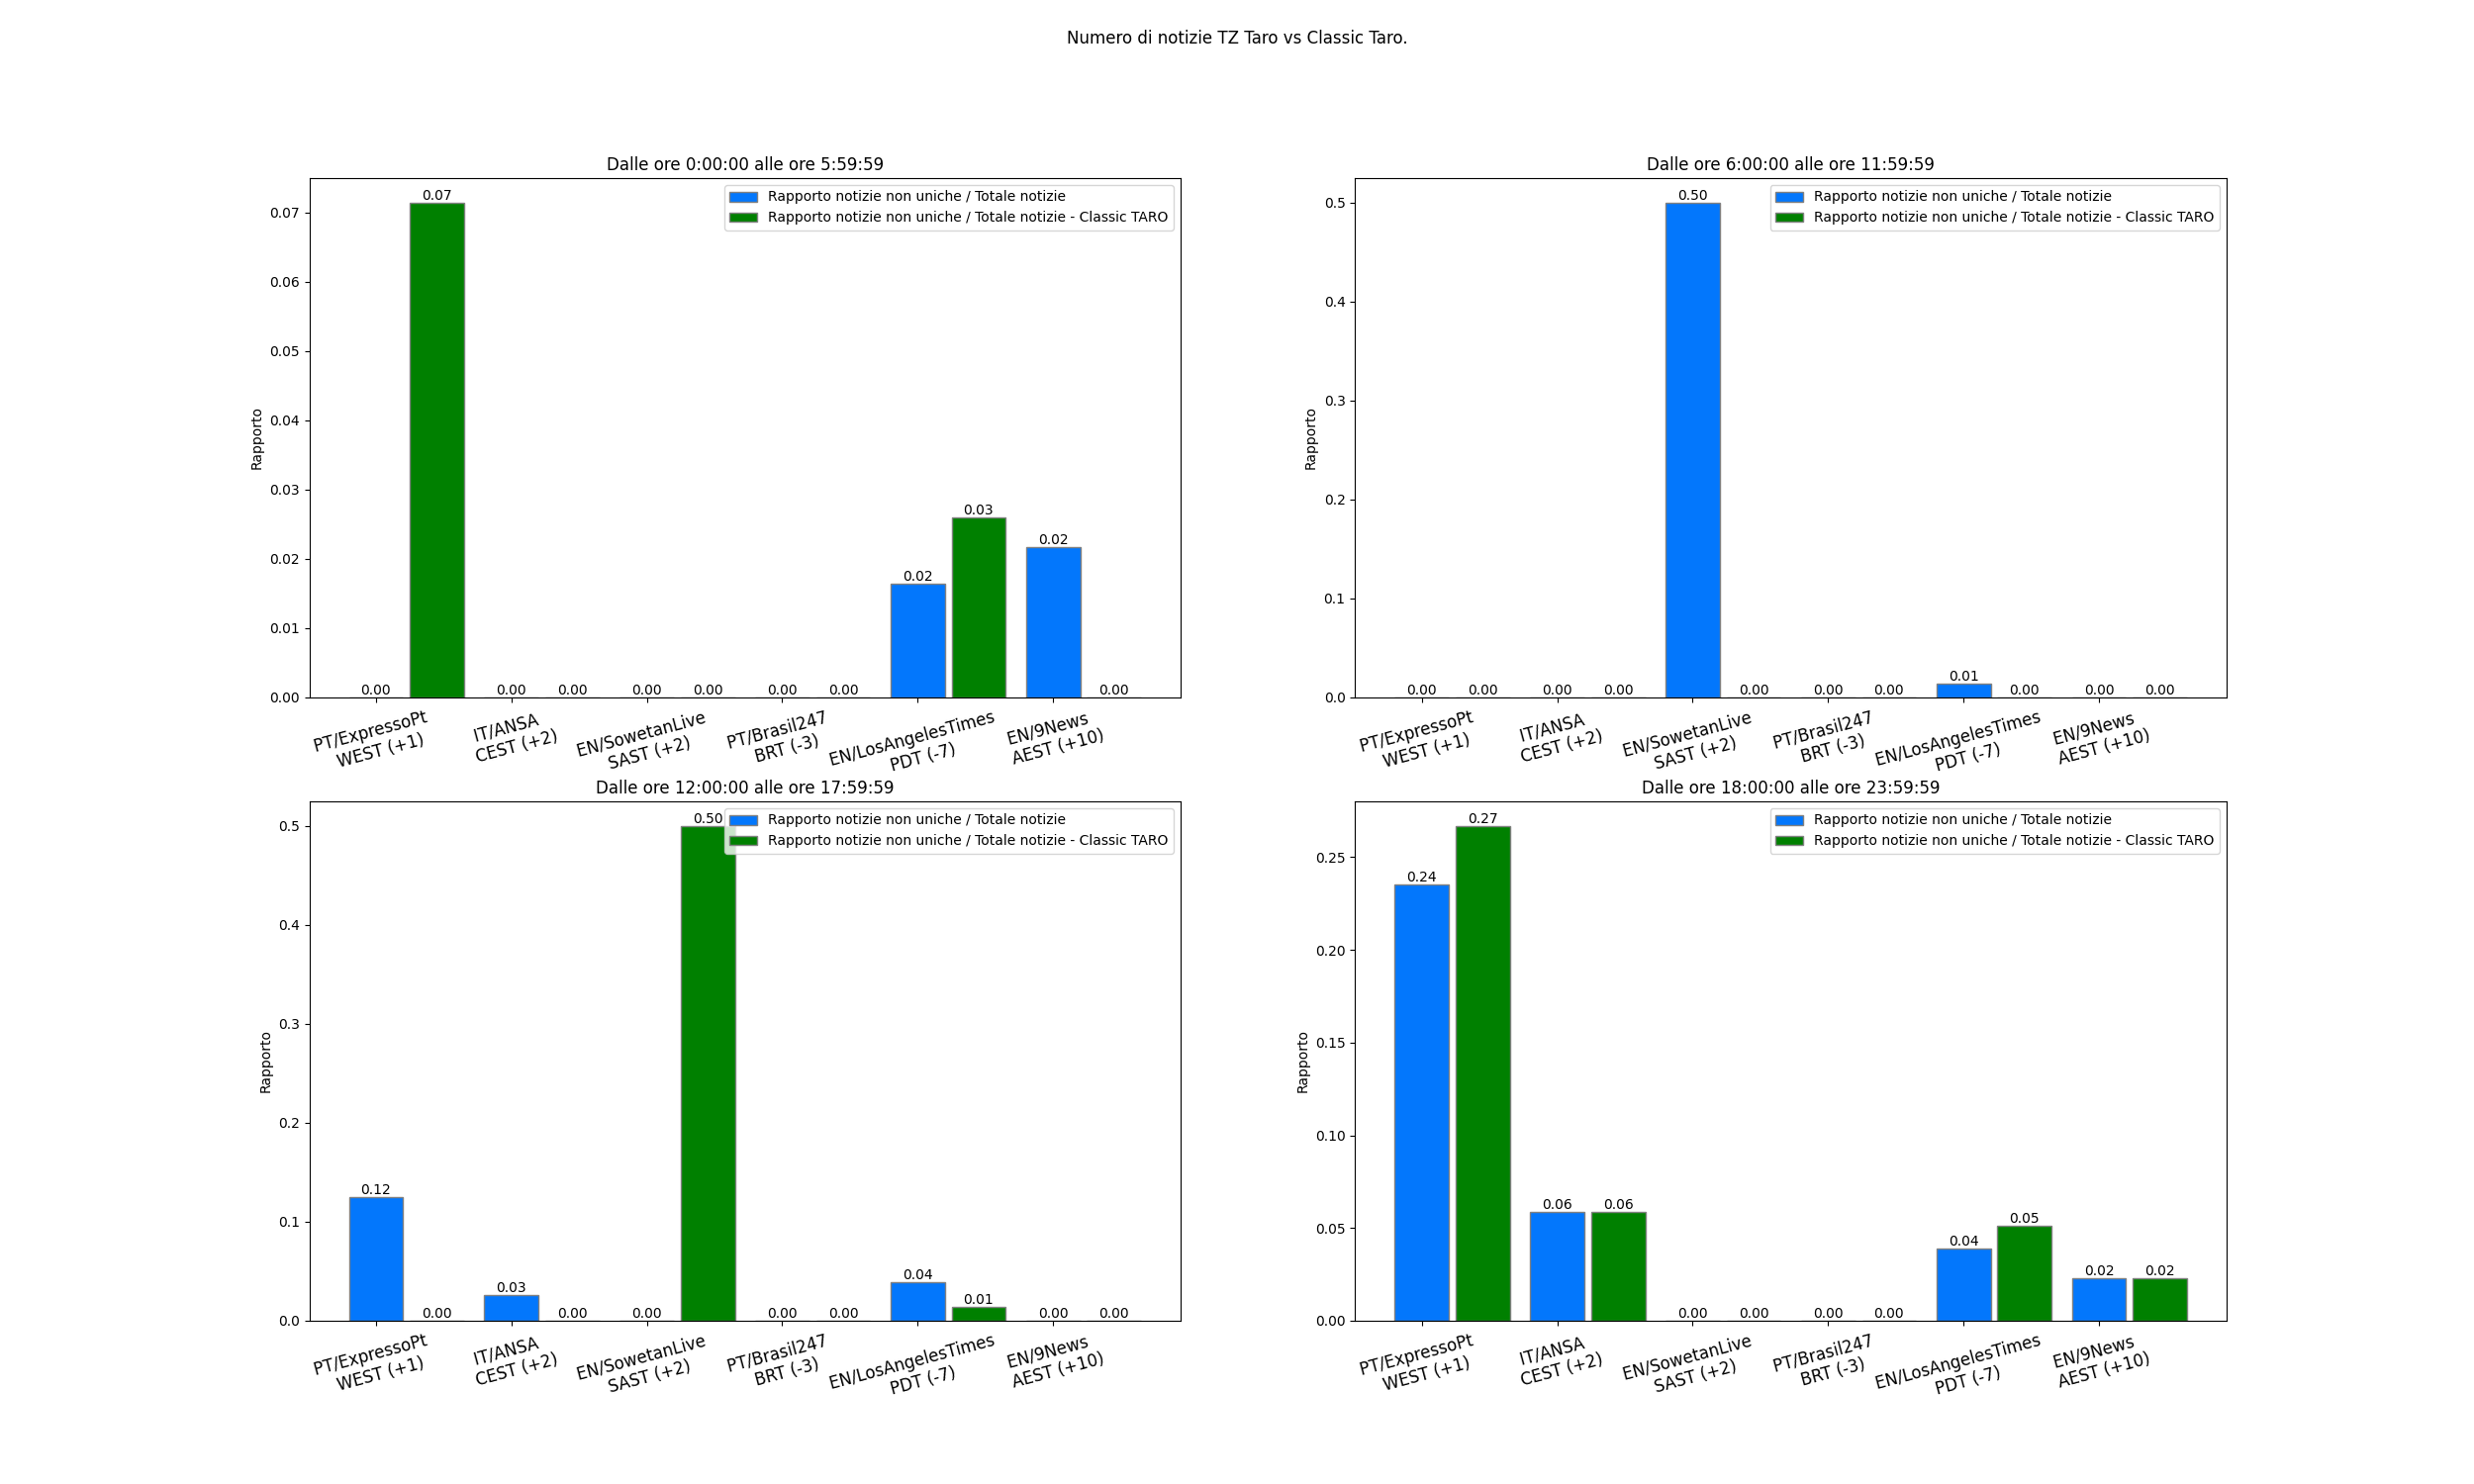 Numero di notizie TZ Taro vs Classic Taro.
Dalle ore 0:00:00 alle ore 5:59:59
Rapporto notizie non uniche / Totale notizie
Rapporto notizie non uniche / Totale notizie - Classic TARO
Rapporto
0.07
0.06
0.05
0.04
0.03
0.02
0.01
0.00
0.00
0.07
0.00
0.00
0.00
0.00
0.00
0.00
0.02
0.03
0.02
0.00
PT/ExpressoPt
WEST (+1)
IT/ANSA
CEST (+2)
EN/SowetanLive
SAST (+2)
PT/Brasil247
BRT (-3)
EN/LosAngelesTimes
PDT (-7)
EN/9News
AEST (+10)
Dalle ore 6:00:00 alle ore 11:59:59
Rapporto notizie non uniche / Totale notizie
Rapporto notizie non uniche / Totale notizie - Classic TARO
Rapporto
0.5
0.4
0.3
0.2
0.1
0.0
0.00
0.00
0.00
0.00
0.50
0.00
0.00
0.00
0.01
0.00
0.00
0.00
PT/ExpressoPt
WEST (+1)
IT/ANSA
CEST (+2)
EN/SowetanLive
SAST (+2)
PT/Brasil247
BRT (-3)
EN/LosAngelesTimes
PDT (-7)
EN/9News
AEST (+10)
Dalle ore 12:00:00 alle ore 17:59:59
Rapporto notizie non uniche / Totale notizie
Rapporto notizie non uniche / Totale notizie - Classic TARO
Rapporto
0.5
0.4
0.3
0.2
0.1
0.0
0.12
0.00
0.03
0.00
0.00
0.50
0.00
0.00
0.04
0.01
0.00
0.00
PT/ExpressoPt
WEST (+1)
IT/ANSA
CEST (+2)
EN/SowetanLive
SAST (+2)
PT/Brasil247
BRT (-3)
EN/LosAngelesTimes
PDT (-7)
EN/9News
AEST (+10)
Dalle ore 18:00:00 alle ore 23:59:59
Rapporto notizie non uniche / Totale notizie
Rapporto notizie non uniche / Totale notizie - Classic TARO
Rapporto
0.25
0.20
0.15
0.10
0.05
0.00
0.24
0.27
0.06
0.06
0.00
0.00
0.00
0.00
0.04
0.05
0.02
0.02
PT/ExpressoPt
WEST (+1)
IT/ANSA
CEST (+2)
EN/SowetanLive
SAST (+2)
PT/Brasil247
BRT (-3)
EN/LosAngelesTimes
PDT (-7)
EN/9News
AEST (+10)